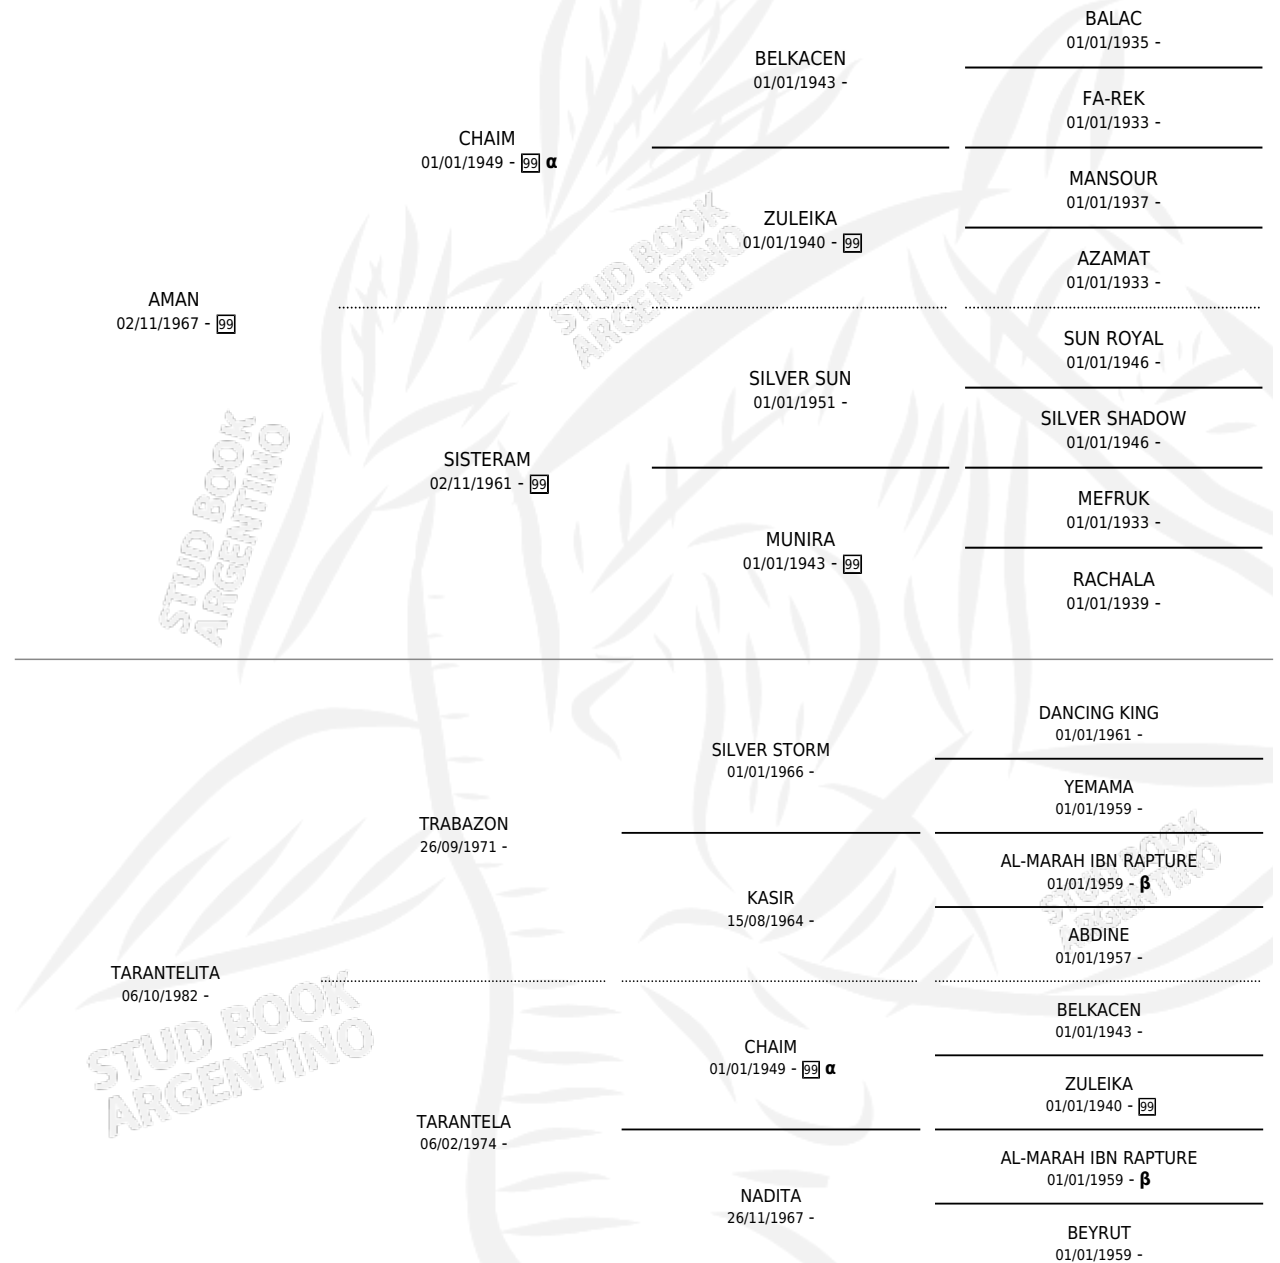 BALAC
01/01/1935 -
BELKACEN
01/01/1943 -
FA-REK
01/01/1933 -
CHAIM
01/01/1949 - 99 α
MANSOUR
01/01/1937 -
ZULEIKA
01/01/1940 - 99
AZAMAT
01/01/1933 -
AMAN
02/11/1967 - 99
SUN ROYAL
01/01/1946 -
SILVER SUN
01/01/1951 -
SILVER SHADOW
01/01/1946 -
SISTERAM
02/11/1961 - 99
MEFRUK
01/01/1933 -
MUNIRA
01/01/1943 - 99
RACHALA
01/01/1939 -
STUD BOOK
ARGENTINO
STUD BOOK
ARGENTINO
DANCING KING
01/01/1961 -
SILVER STORM
01/01/1966 -
YEMAMA
01/01/1959 -
TRABAZON
26/09/1971 -
AL-MARAH IBN RAPTURE
01/01/1959 - β
KASIR
15/08/1964 -
ABDINE
01/01/1957 -
TARANTELITA
06/10/1982 -
BELKACEN
01/01/1943 -
CHAIM
01/01/1949 - 99 α
ZULEIKA
01/01/1940 - 99
TARANTELA
06/02/1974 -
AL-MARAH IBN RAPTURE
01/01/1959 - β
NADITA
26/11/1967 -
BEYRUT
01/01/1959 -
STUD BOOK
ARGENTINO
STUD BOOK
ARGENTINO